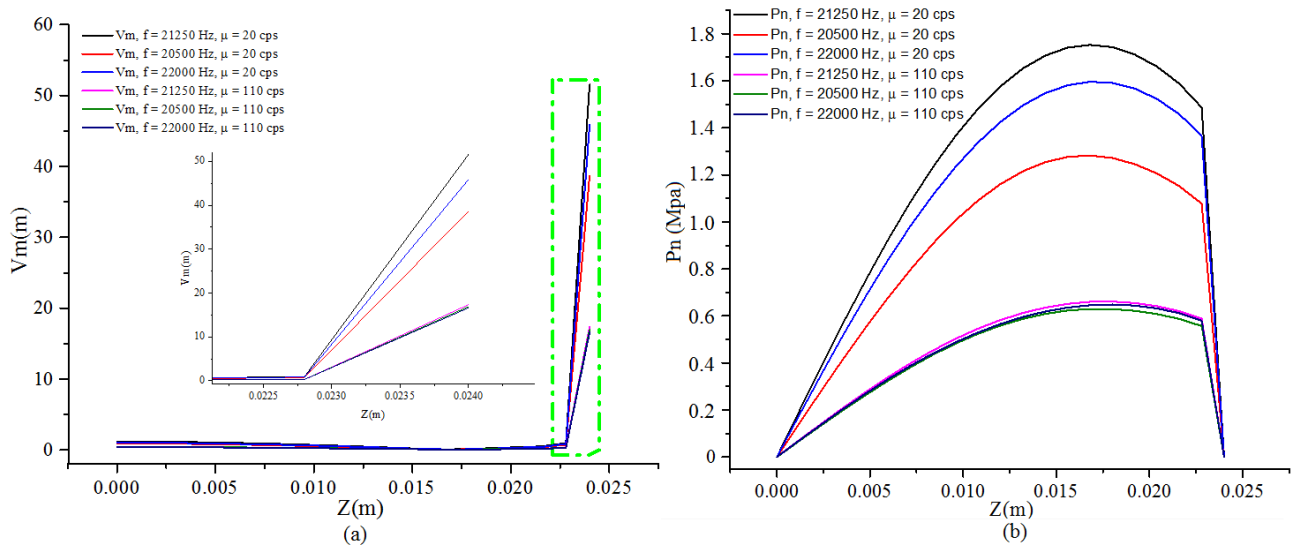 60
50
40
30
20
10
0
Vm(m)
Vm, f = 21250 Hz, µ = 20 cps
Vm, f = 20500 Hz, µ = 20 cps
Vm, f = 22000 Hz, µ = 20 cps
Vm, f = 21250 Hz, µ = 110 cps
Vm, f = 20500 Hz, µ = 110 cps
Vm, f = 22000 Hz, µ = 110 cps
50
40
30
20
10
0
Vm(m)
0.0225 0.0230 0.0235 0.0240
Z(m)
0.000 0.005 0.010 0.015 0.020 0.025
Z(m)
(a)
Pn, f = 21250 Hz, µ = 20 cps
Pn, f = 20500 Hz, µ = 20 cps
Pn, f = 22000 Hz, µ = 20 cps
Pn, f = 21250 Hz, µ = 110 cps
Pn, f = 20500 Hz, µ = 110 cps
Pn, f = 22000 Hz, µ = 110 cps
1.8
1.6
1.4
1.2
1.0
0.8
0.6
0.4
0.2
0
Pn (Mpa)
0.000 0.005 0.010 0.015 0.020 0.025
Z(m)
(b)